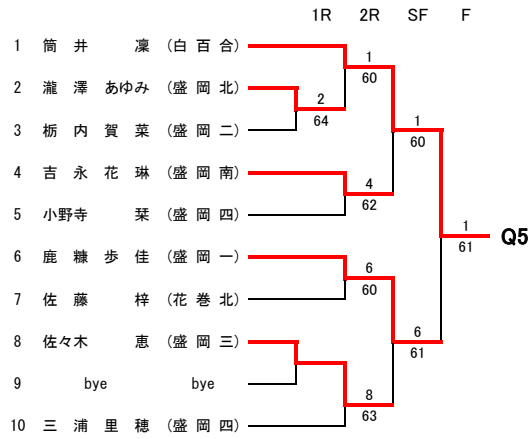 1R 2R SF F
1 筒井 凜 (白百合)
1
60
2 瀧澤 あゆみ (盛岡北)
2
64
1
60
3 栃内賀菜 (盛岡二)
4 吉永花琳 (盛岡南)
4
62
5 小野寺 栞 (盛岡四)
1
61
Q5
6 鹿糠歩佳 (盛岡一)
6
60
7 佐藤 梓 (花巻北)
8 佐々木 恵 (盛岡三)
6
61
9 bye bye
8
63
10 三浦里穂 (盛岡四)